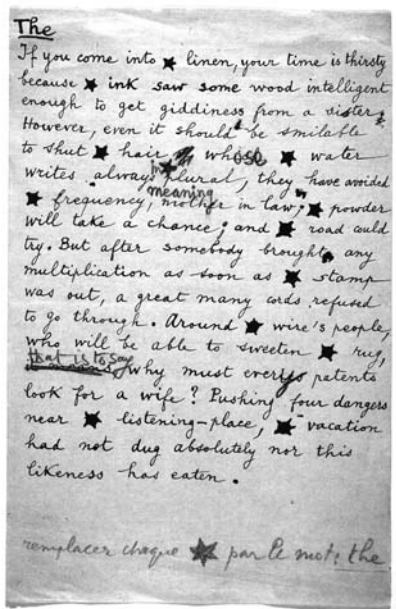 The
If you come into ★ linen, your time is thirsty
because ★ ink saw some wood intelligent
enough to get giddiness from a sister.
However, even it should be smilable
to shut ★ hair whose ★ water
writes always in plural, they have avoided
★ frequency, meaning mother in law; ★ powder
will take a chance; and ★ road could
try. But after somebody brought any
multiplication as soon as ★ stamp
was out, a great many cords refused
to go through. Around ★ wire's people,
who will be able to sweeten ★ rug,
that is to say, why must every patents
look for a wife? Pushing four dangers
near ★ listening-place, ★ vacation
had not dug absolutely nor this
likeness has eaten.
remplacer chaque ★ par le mot: the